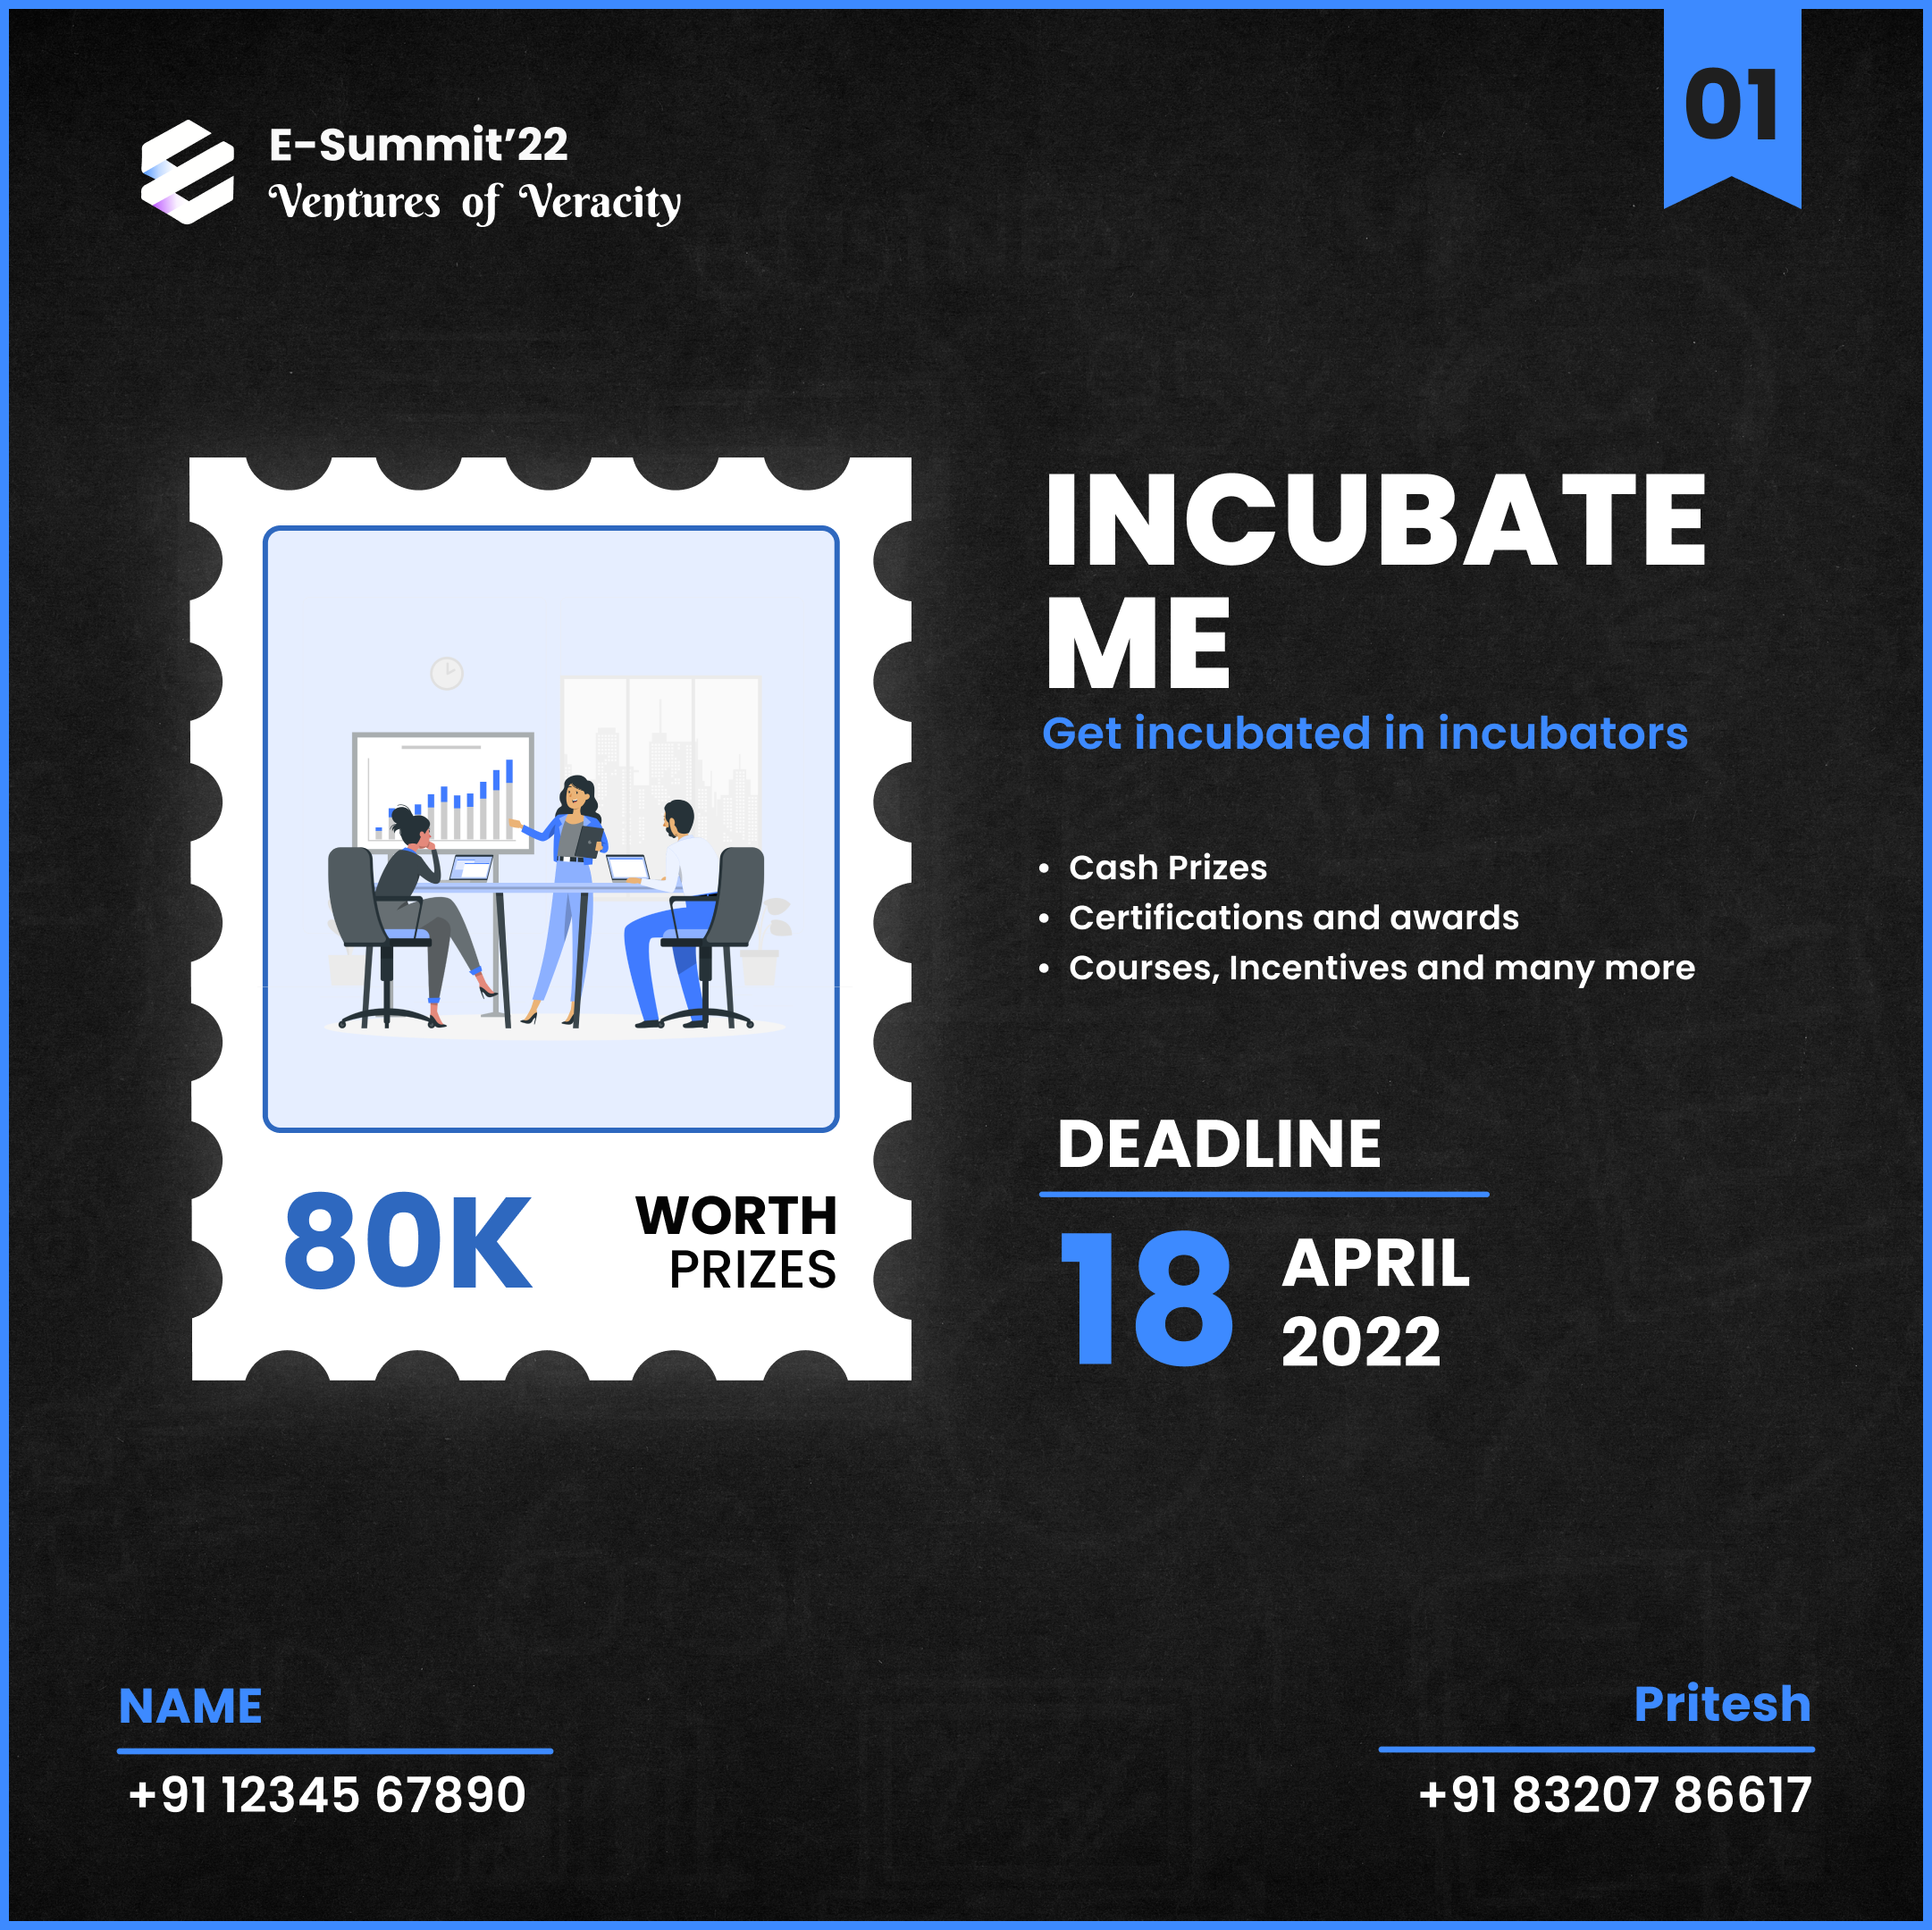 E-Summit'22
Ventures of Veracity
01
INCUBATE
ME
Get incubated in incubators
• Cash Prizes
• Certifications and awards
• Courses, Incentives and many more
80K
WORTH
PRIZES
DEADLINE
18
APRIL
2022
NAME
+91 12345 67890
Pritesh
+91 83207 86617